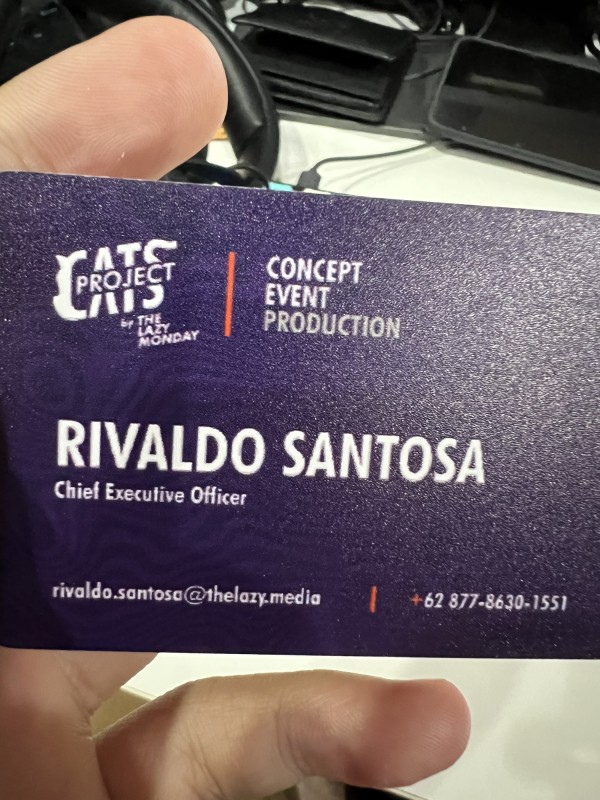 CATS
PROJECT
by THE
LAZY
MONDAY
CONCEPT
EVENT
PRODUCTION
RIVALDO SANTOSA
Chief Executive Officer
rivaldo.santosa@thelazy.media | +62 877-8630-1551